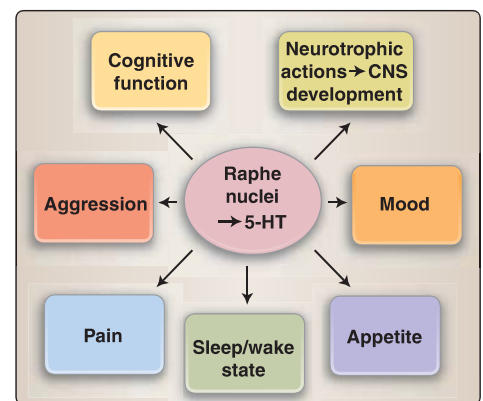 Cognitive
function
Neurotrophic
actions → CNS
development
Aggression
Raphe
nuclei
→ 5-HT
Mood
Pain
Sleep/wake
state
Appetite